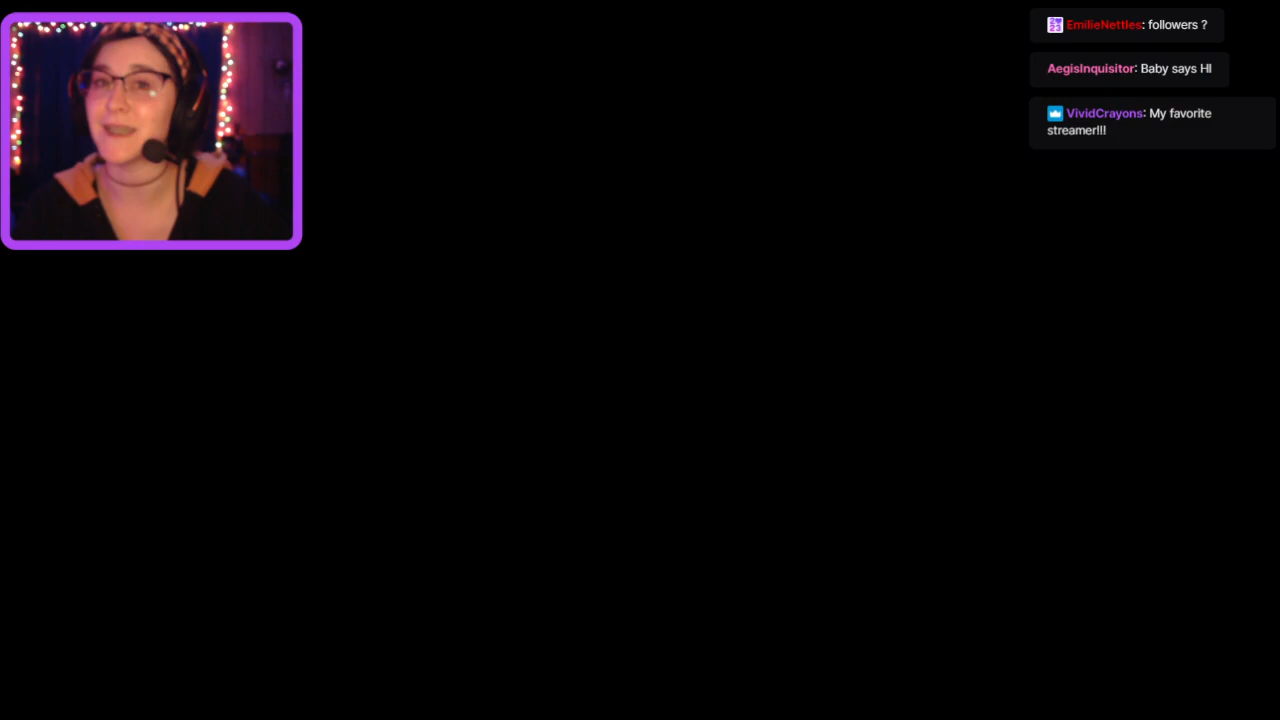 EmilieNettles: followers ?
AegisInquisitor: Baby says HI
VividCrayons: My favorite
streamer!!!